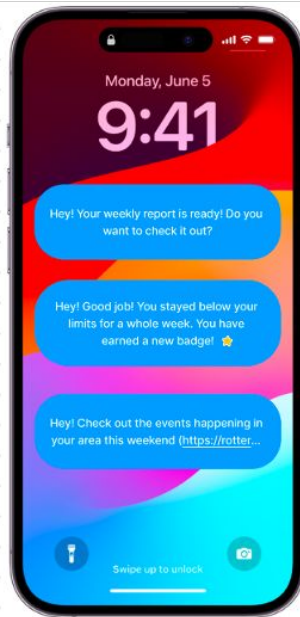 Monday, June 5
9:41
Hey! Your weekly report is ready! Do you
want to check it out?
Hey! Good job! You stayed below your
limits for a whole week. You have
earned a new badge! ⭐
Hey! Check out the events happening in
your area this weekend (https://rotter...
Swipe up to unlock